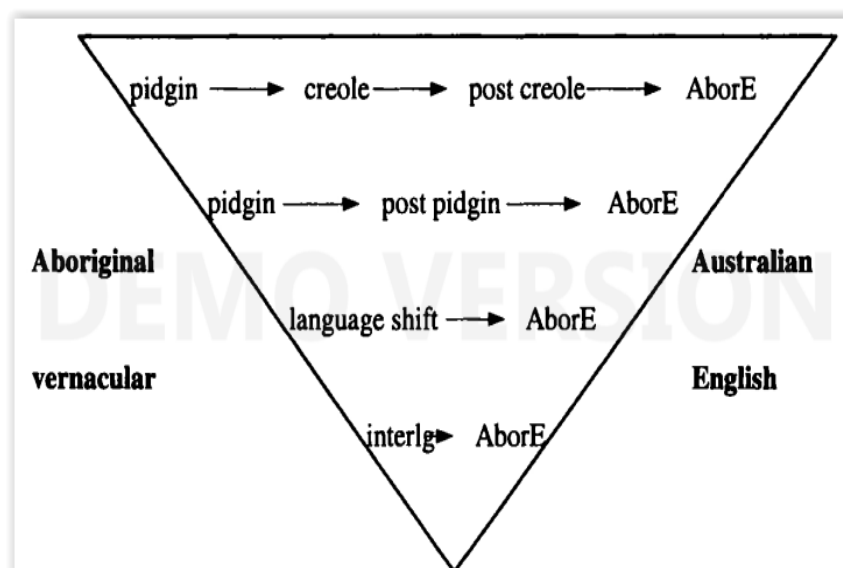 pidgin → creole → post creole → AborE
pidgin → post pidgin → AborE
Aboriginal Australian
DEMO VERSION
language shift → AborE
vernacular English
interlg → AborE